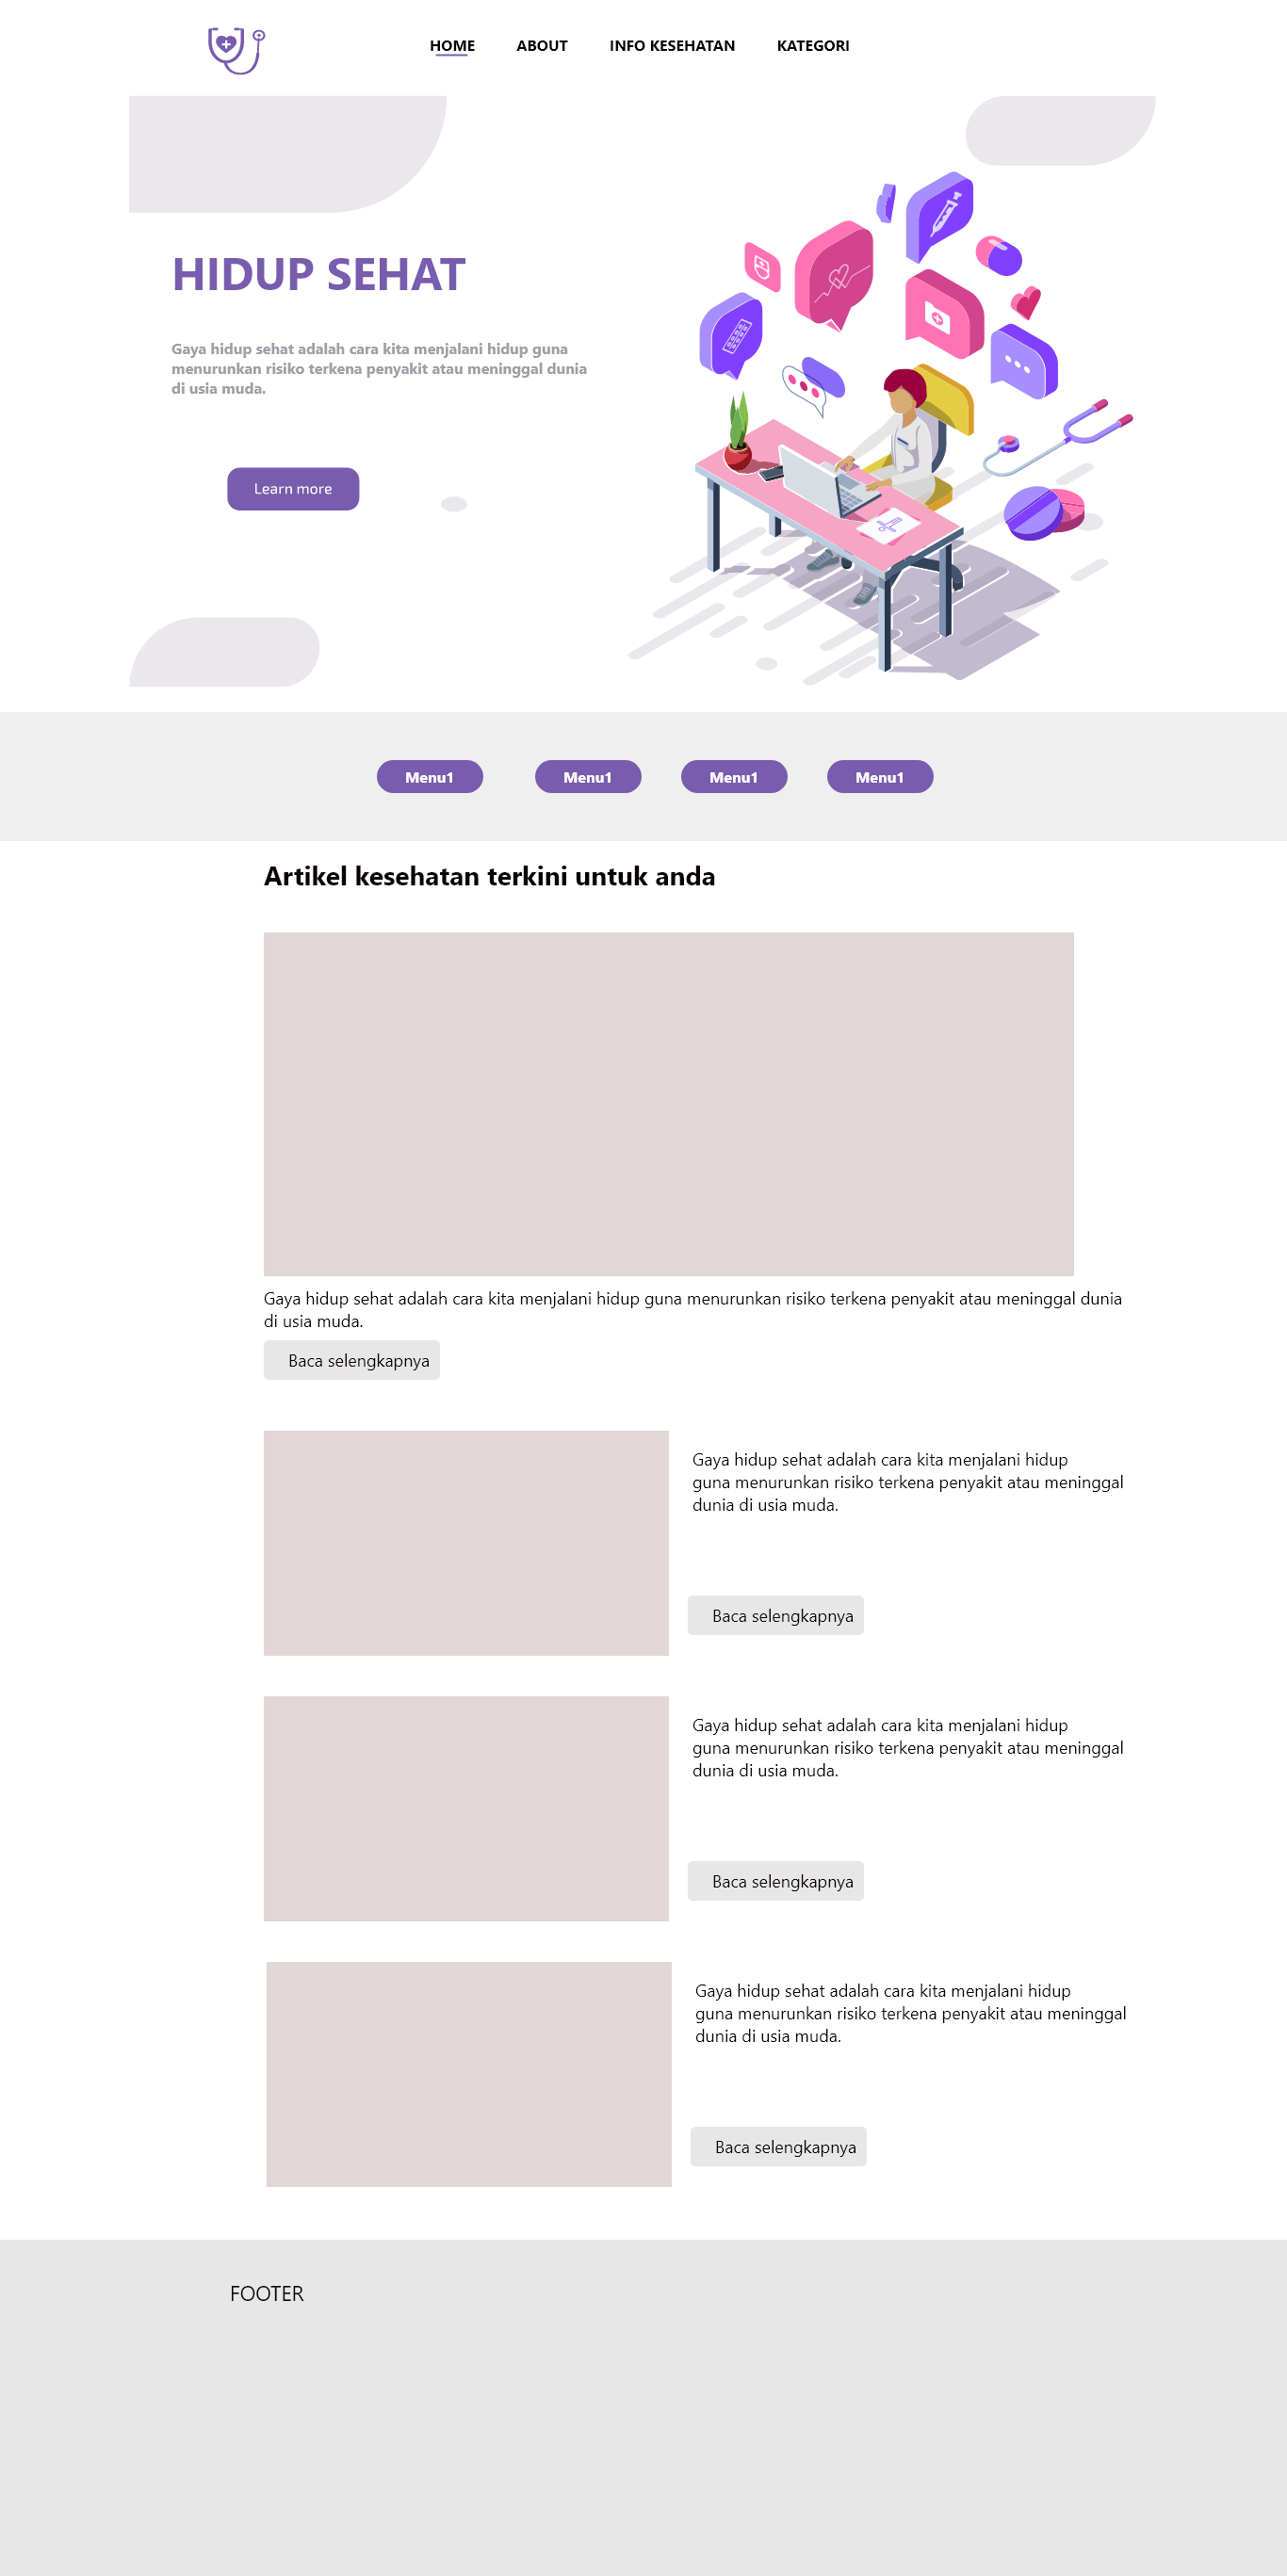 HOME ABOUT INFO KESEHATAN KATEGORI
HIDUP SEHAT
Gaya hidup sehat adalah cara kita menjalani hidup guna
menurunkan risiko terkena penyakit atau meninggal dunia
di usia muda.
Learn more
Menu1 Menu1 Menu1 Menu1
Artikel kesehatan terkini untuk anda
Gaya hidup sehat adalah cara kita menjalani hidup guna menurunkan risiko terkena penyakit atau meninggal dunia
di usia muda.
Baca selengkapnya
Gaya hidup sehat adalah cara kita menjalani hidup
guna menurunkan risiko terkena penyakit atau meninggal
dunia di usia muda.
Baca selengkapnya
Gaya hidup sehat adalah cara kita menjalani hidup
guna menurunkan risiko terkena penyakit atau meninggal
dunia di usia muda.
Baca selengkapnya
Gaya hidup sehat adalah cara kita menjalani hidup
guna menurunkan risiko terkena penyakit atau meninggal
dunia di usia muda.
Baca selengkapnya
FOOTER